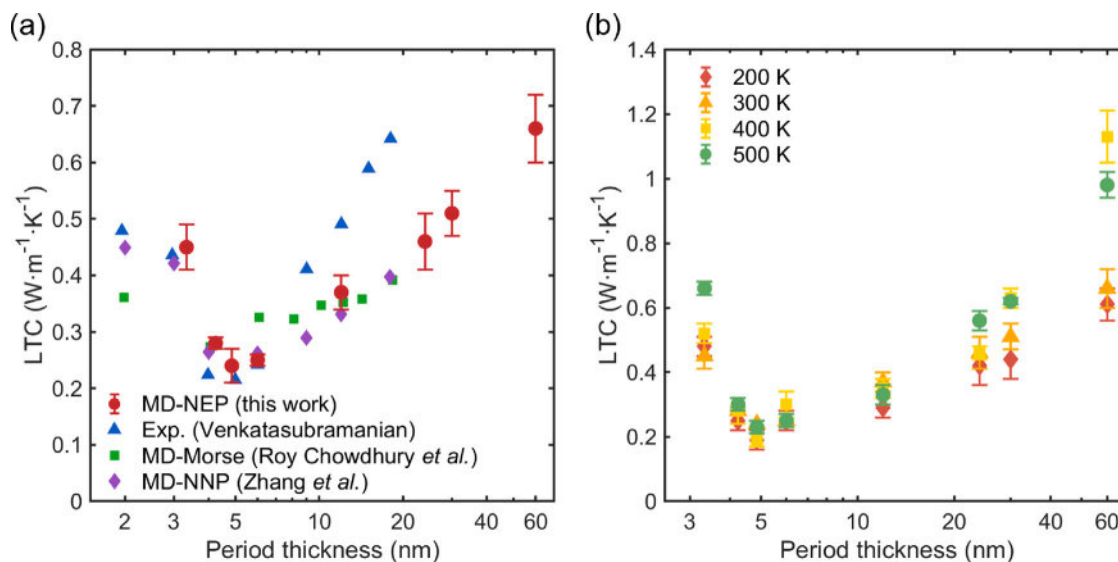 (a)
0.8
0.7
0.6
0.5
0.4
0.3
0.2
0.1
0
LTC (W·m⁻¹·K⁻¹)
MD-NEP (this work)
Exp. (Venkatasubramanian)
MD-Morse (Roy Chowdhury et al.)
MD-NNP (Zhang et al.)
2 3 5 10 20 60
Period thickness (nm)
(b)
1.4
1.2
1
0.8
0.6
0.4
0.2
0
LTC (W·m⁻¹·K⁻¹)
200 K
300 K
400 K
500 K
3 5 10 20 40 60
Period thickness (nm)